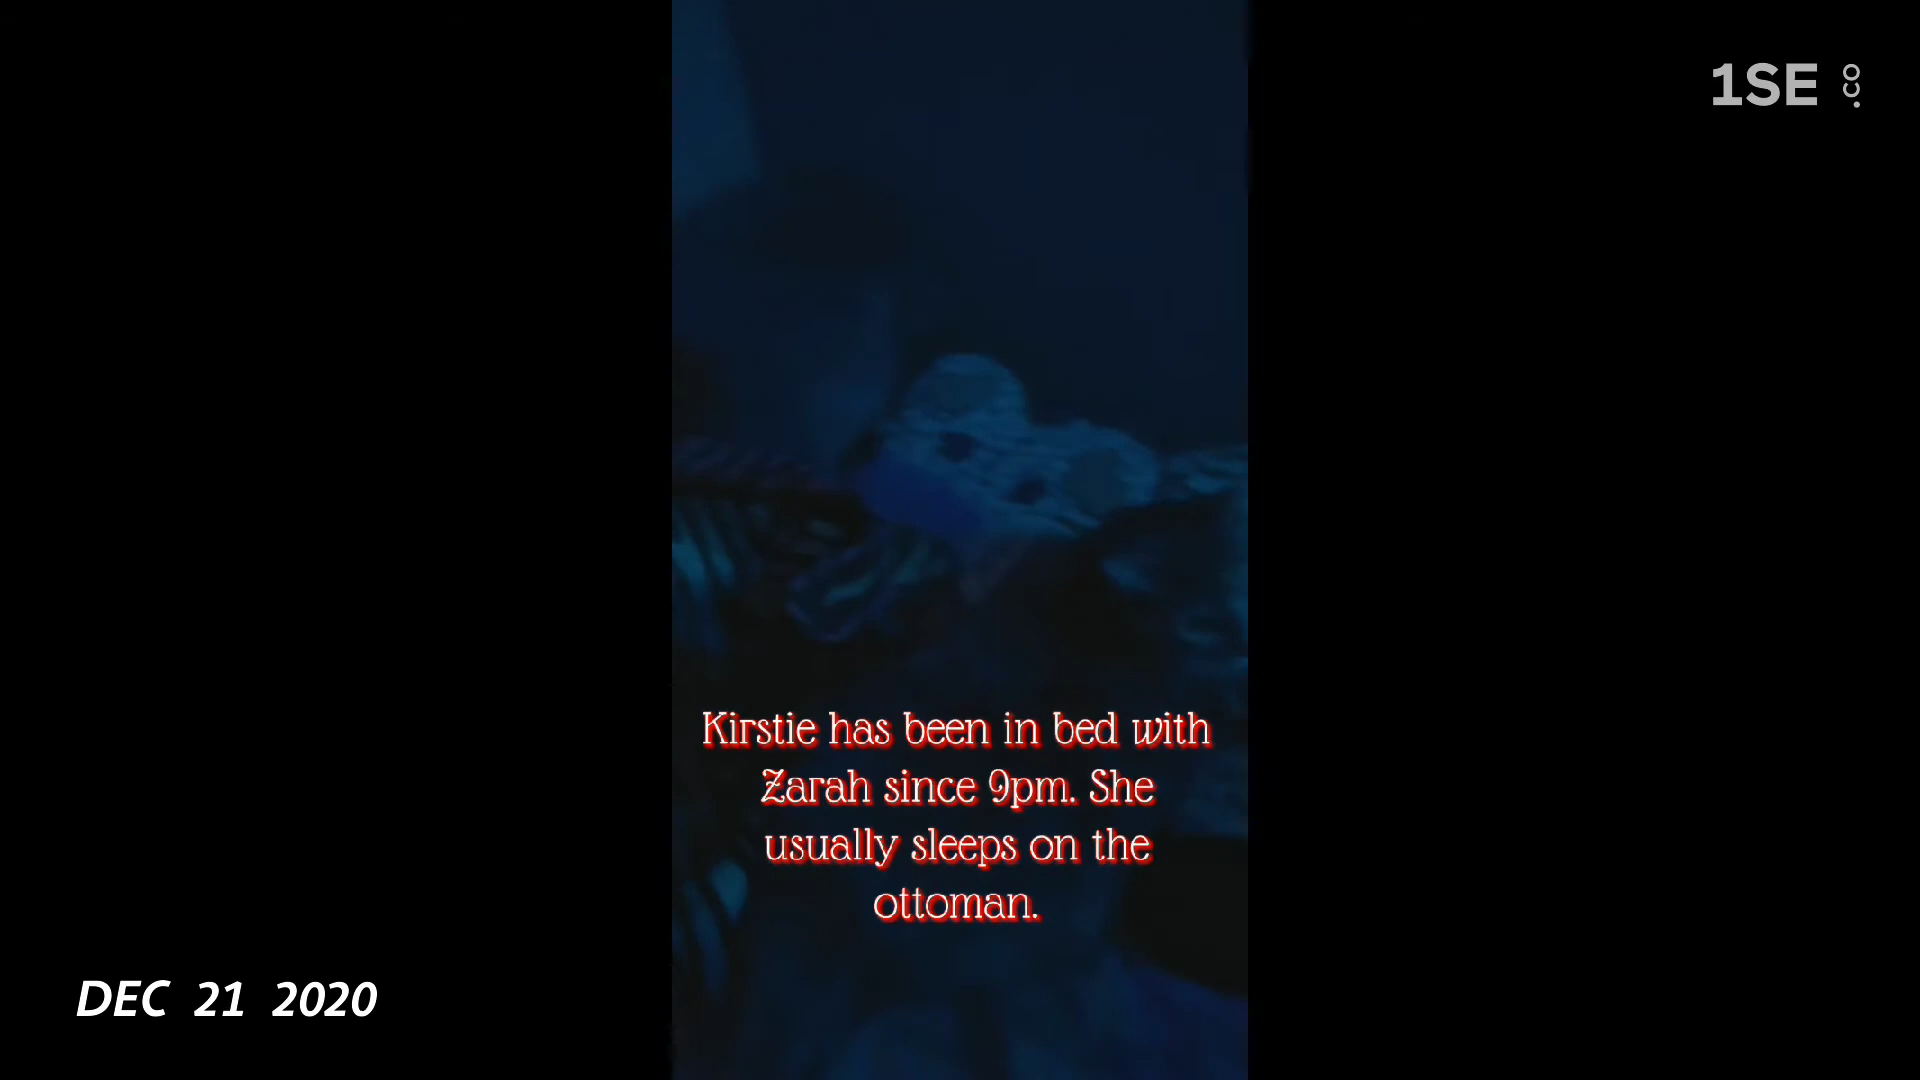 1SE .co
Kirstie has been in bed with
Zarah since 9pm. She
usually sleeps on the
ottoman.
DEC 21 2020